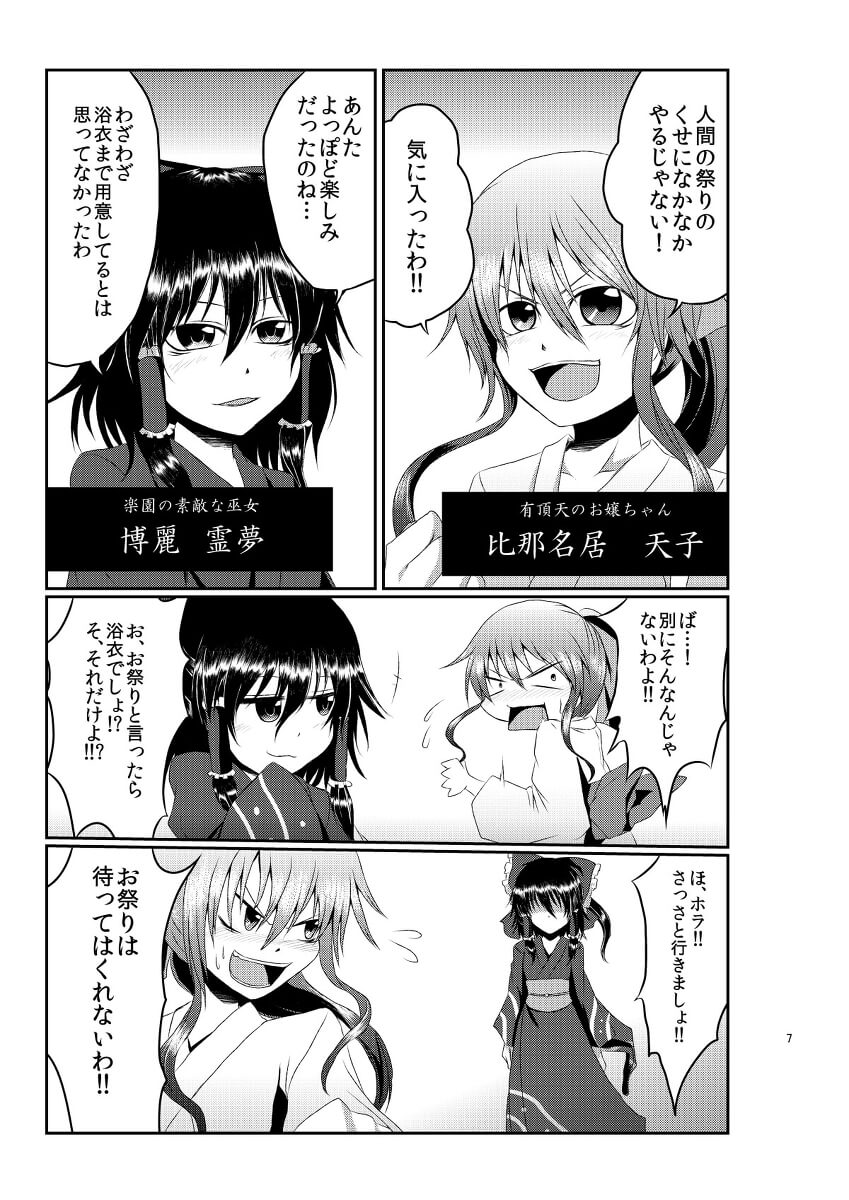 人間の祭りの
くせになかなか
やるじゃない！
気に入ったわ!!
有頂天のお嬢ちゃん
比那名居　天子
あんた
よっぽど楽しみ
だったのね…
わざわざ
浴衣まで用意してるとは
思ってなかったわ
楽園の素敵な巫女
博麗　霊夢
ば…！
別にそんなんじゃ
ないわよ!!
お、お祭りと言ったら
浴衣でしょ!?
そ、それだけよ!!?
ほ、ホラ!!
さっさと行きましょ!!
お祭りは
待ってはくれないわ!!
7